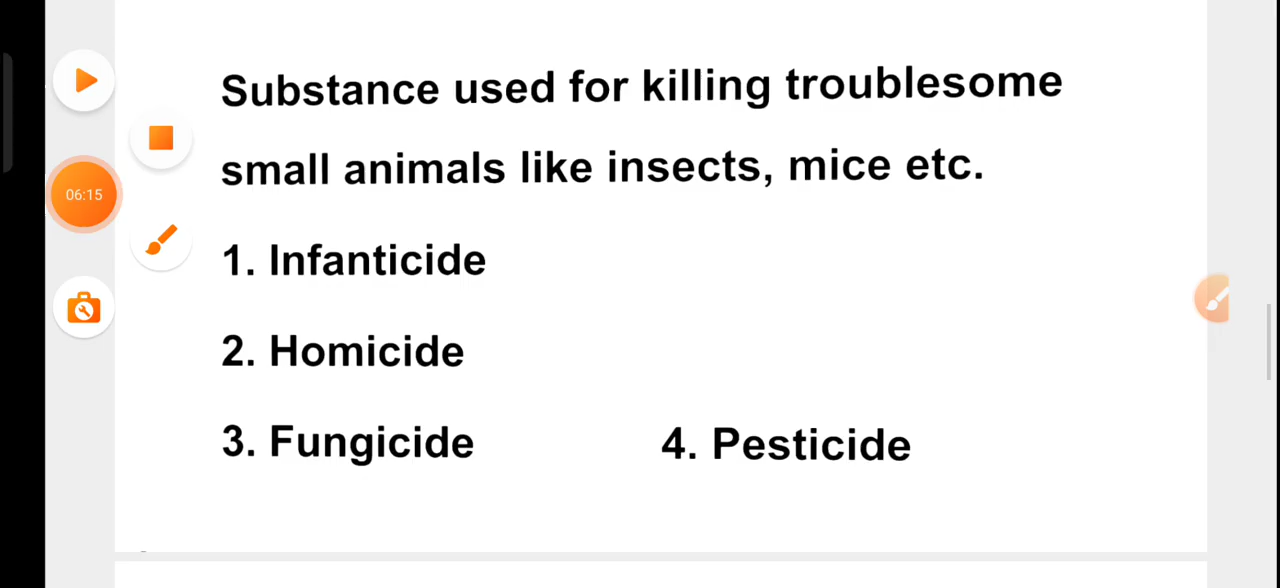 Substance used for killing troublesome
small animals like insects, mice etc.
06:15
1. Infanticide
2. Homicide
3. Fungicide 4. Pesticide